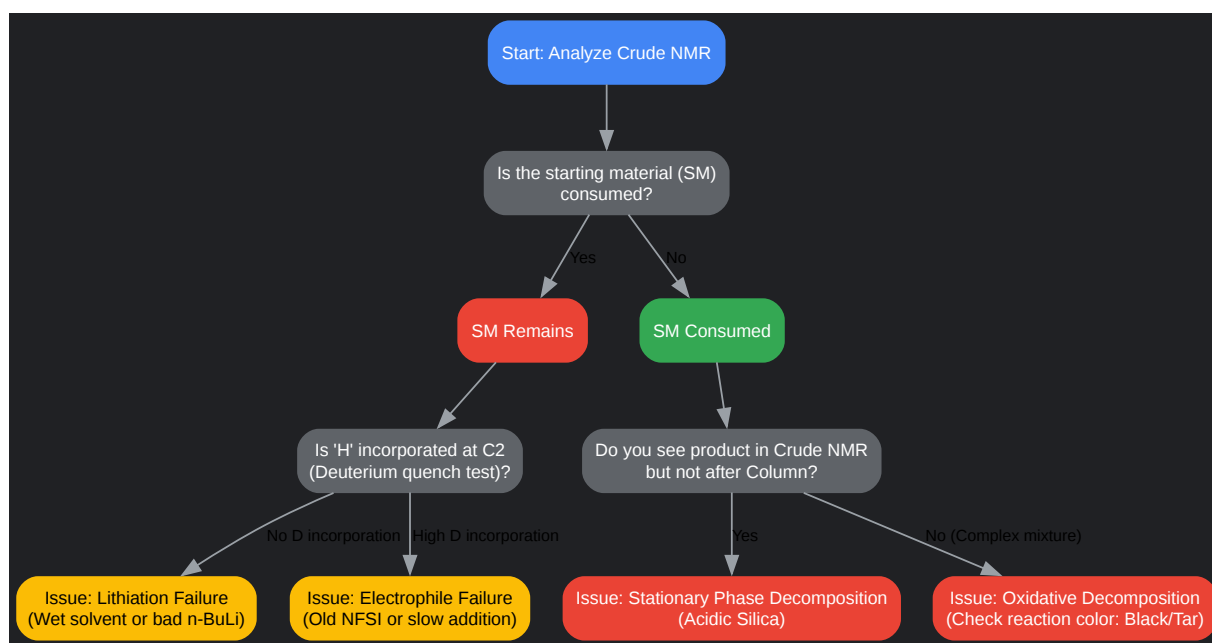 Start: Analyze Crude NMR
Is the starting material (SM)
consumed?
Yes
No
SM Remains
SM Consumed
Is 'H' incorporated at C2
(Deuterium quench test)?
Do you see product in Crude NMR
but not after Column?
No D incorporation
High D incorporation
Yes
No (Complex mixture)
Issue: Lithiation Failure
(Wet solvent or bad n-BuLi)
Issue: Electrophile Failure
(Old NFSI or slow addition)
Issue: Stationary Phase Decomposition
(Acidic Silica)
Issue: Oxidative Decomposition
(Check reaction color: Black/Tar)